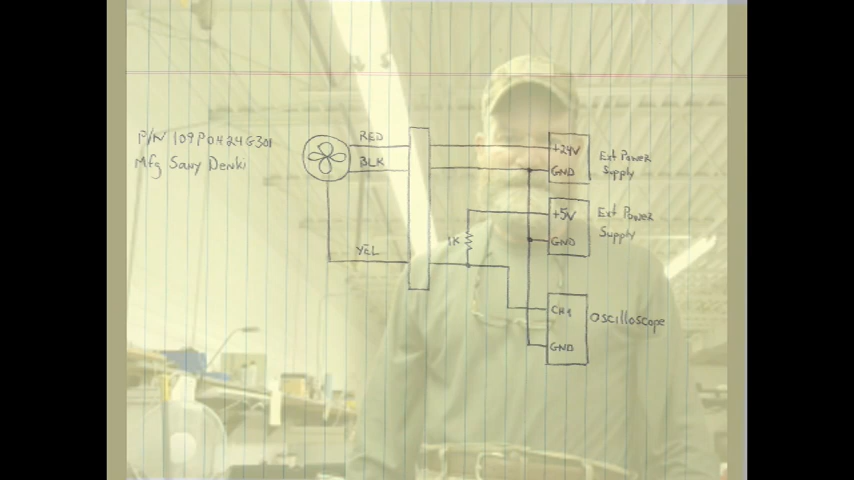 P/N 109P0424G301
Mfg Sany Denki
RED
BLK
YEL
1K
+24V
GND
Ext Power
Supply
+5V
GND
Ext Power
Supply
CH1
GND
Oscilloscope